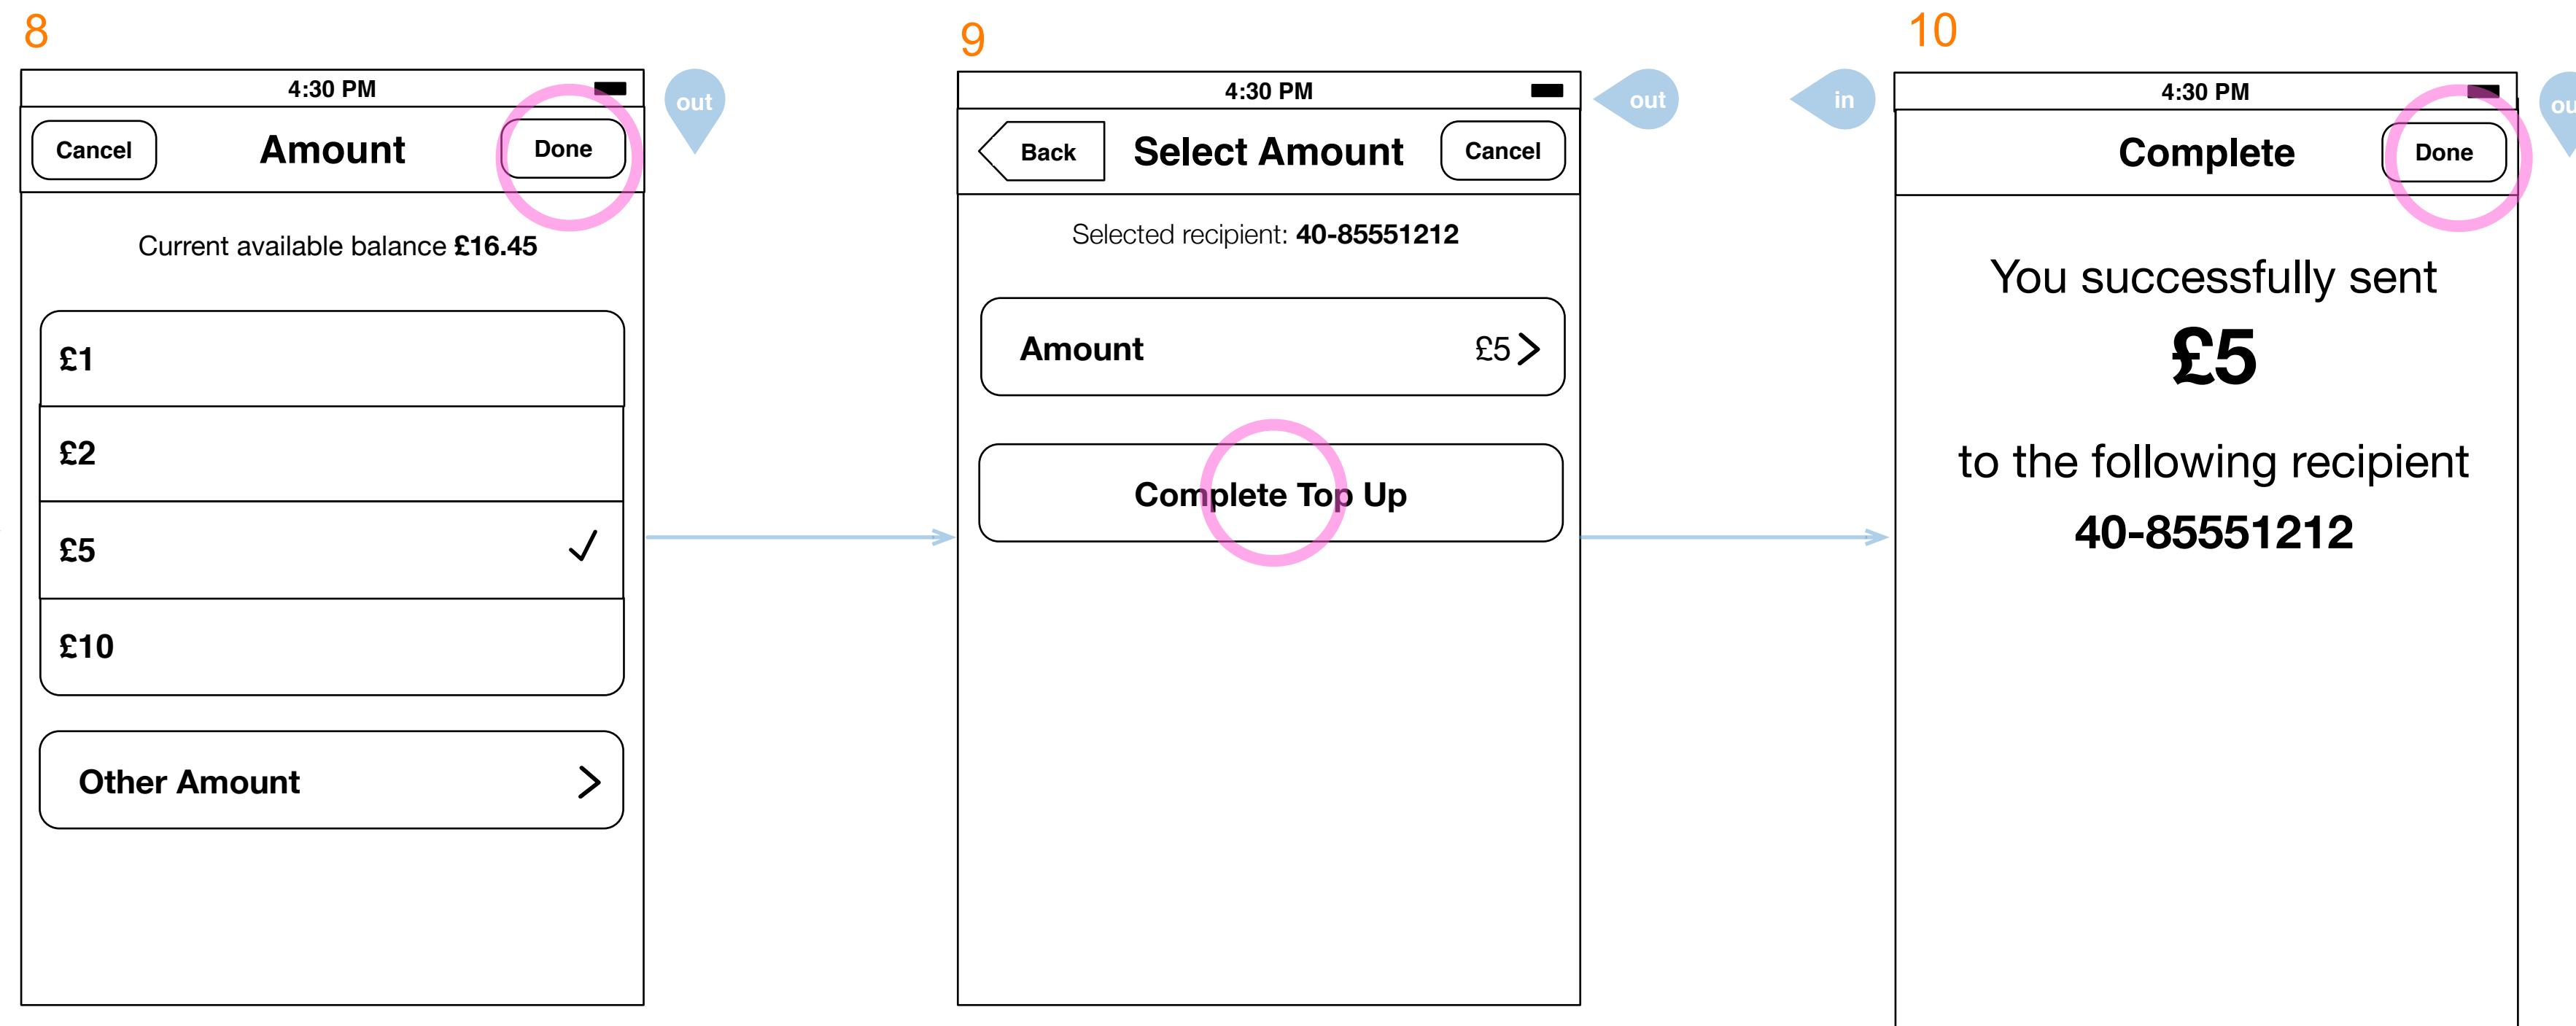 8
4:30 PM
Cancel
Amount
Done
out
Current available balance £16.45
£1
£2
£5
£10
Other Amount
9
4:30 PM
Back
Select Amount
Cancel
out
Selected recipient: 40-85551212
Amount
£5
Complete Top Up
10
in
4:30 PM
Complete
Done
You successfully sent
£5
to the following recipient
40-85551212